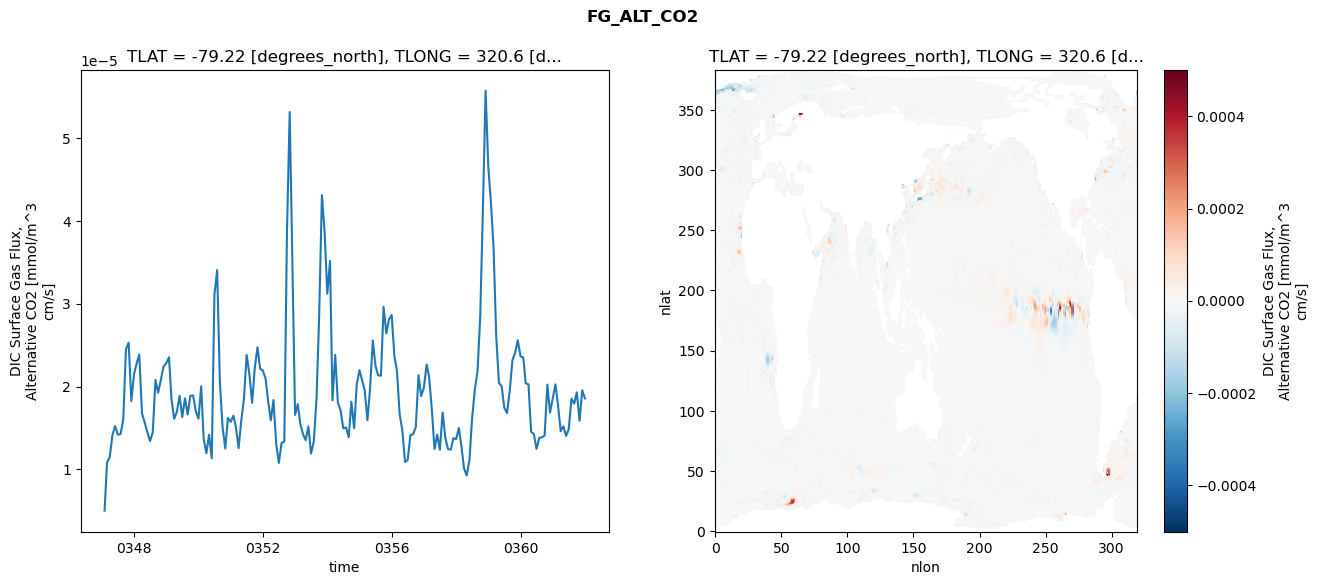 FG_ALT_CO2
TLAT = -79.22 [degrees_north], TLONG = 320.6 [d...
1e−5
5
4
3
2
1
0348
0352
0356
0360
time
DIC Surface Gas Flux,
Alternative CO2 [mmol/m^3
cm/s]
TLAT = -79.22 [degrees_north], TLONG = 320.6 [d...
350
300
250
200
150
100
50
0
0
50
100
150
200
250
300
nlon
nlat
0.0004
0.0002
0.0000
−0.0002
−0.0004
DIC Surface Gas Flux,
Alternative CO2 [mmol/m^3
cm/s]